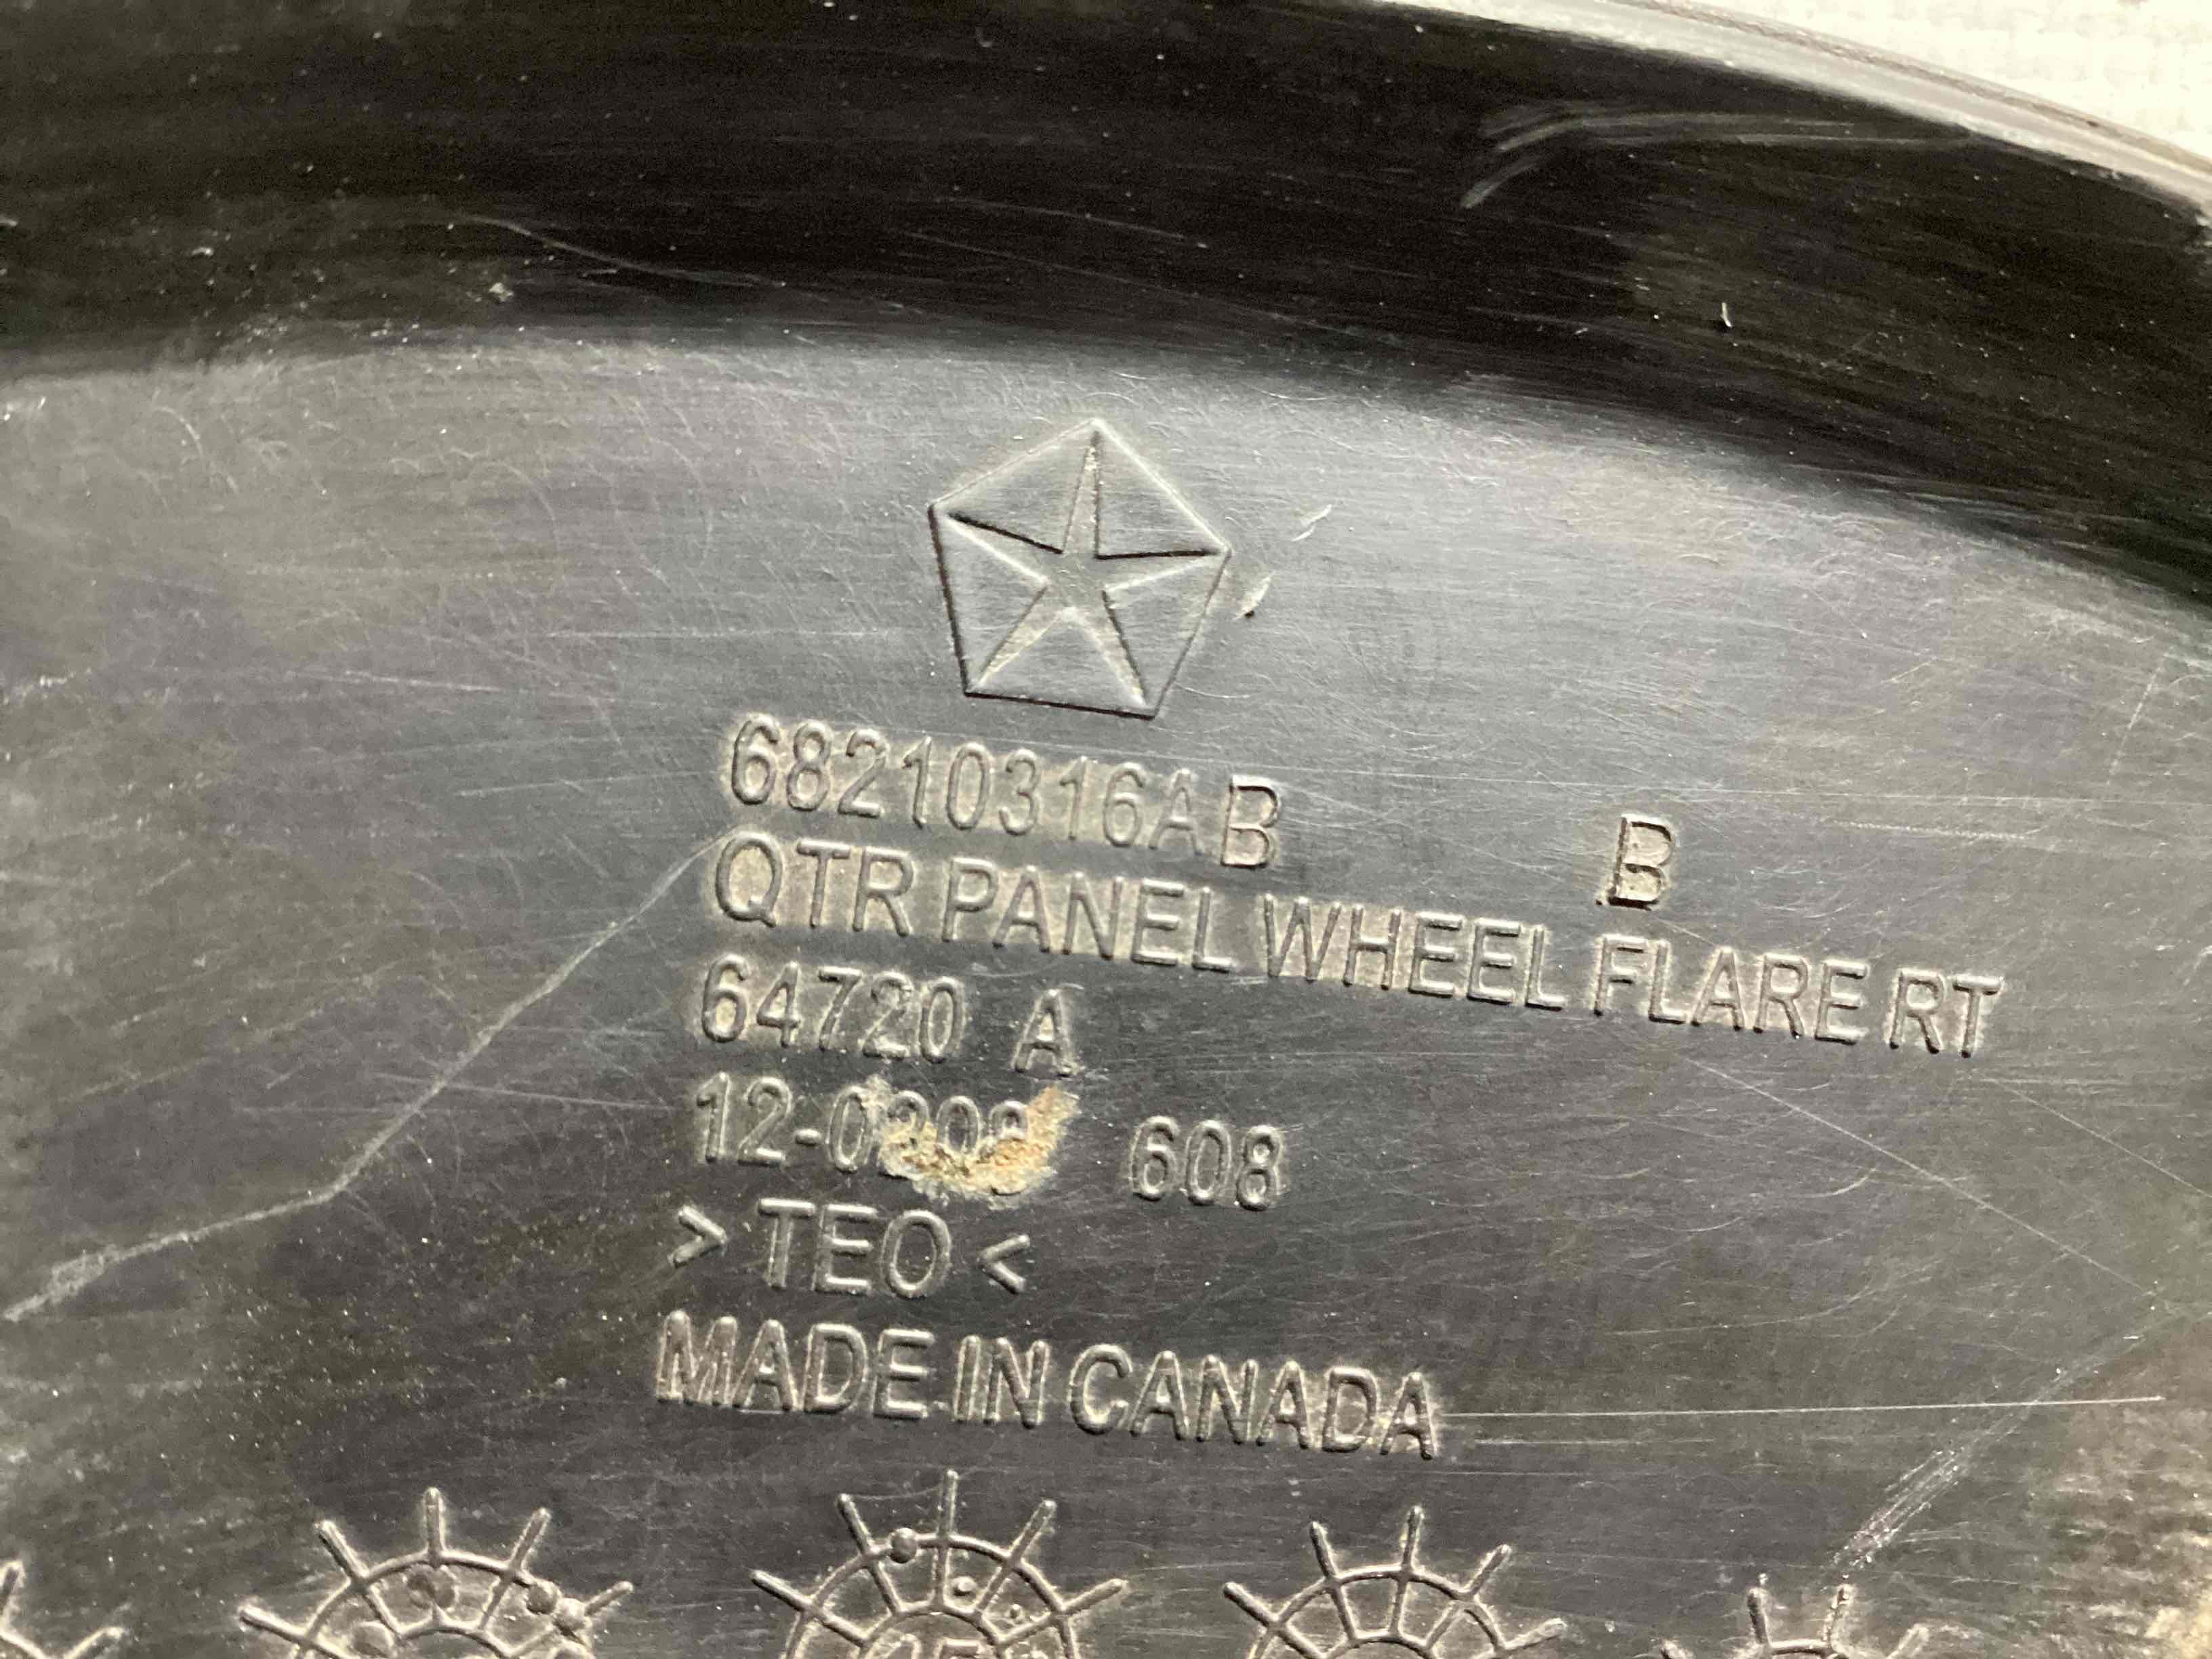 68210316AB B
QTR PANEL WHEEL FLARE RT
64720 A
608
> TEO <
MADE IN CANADA